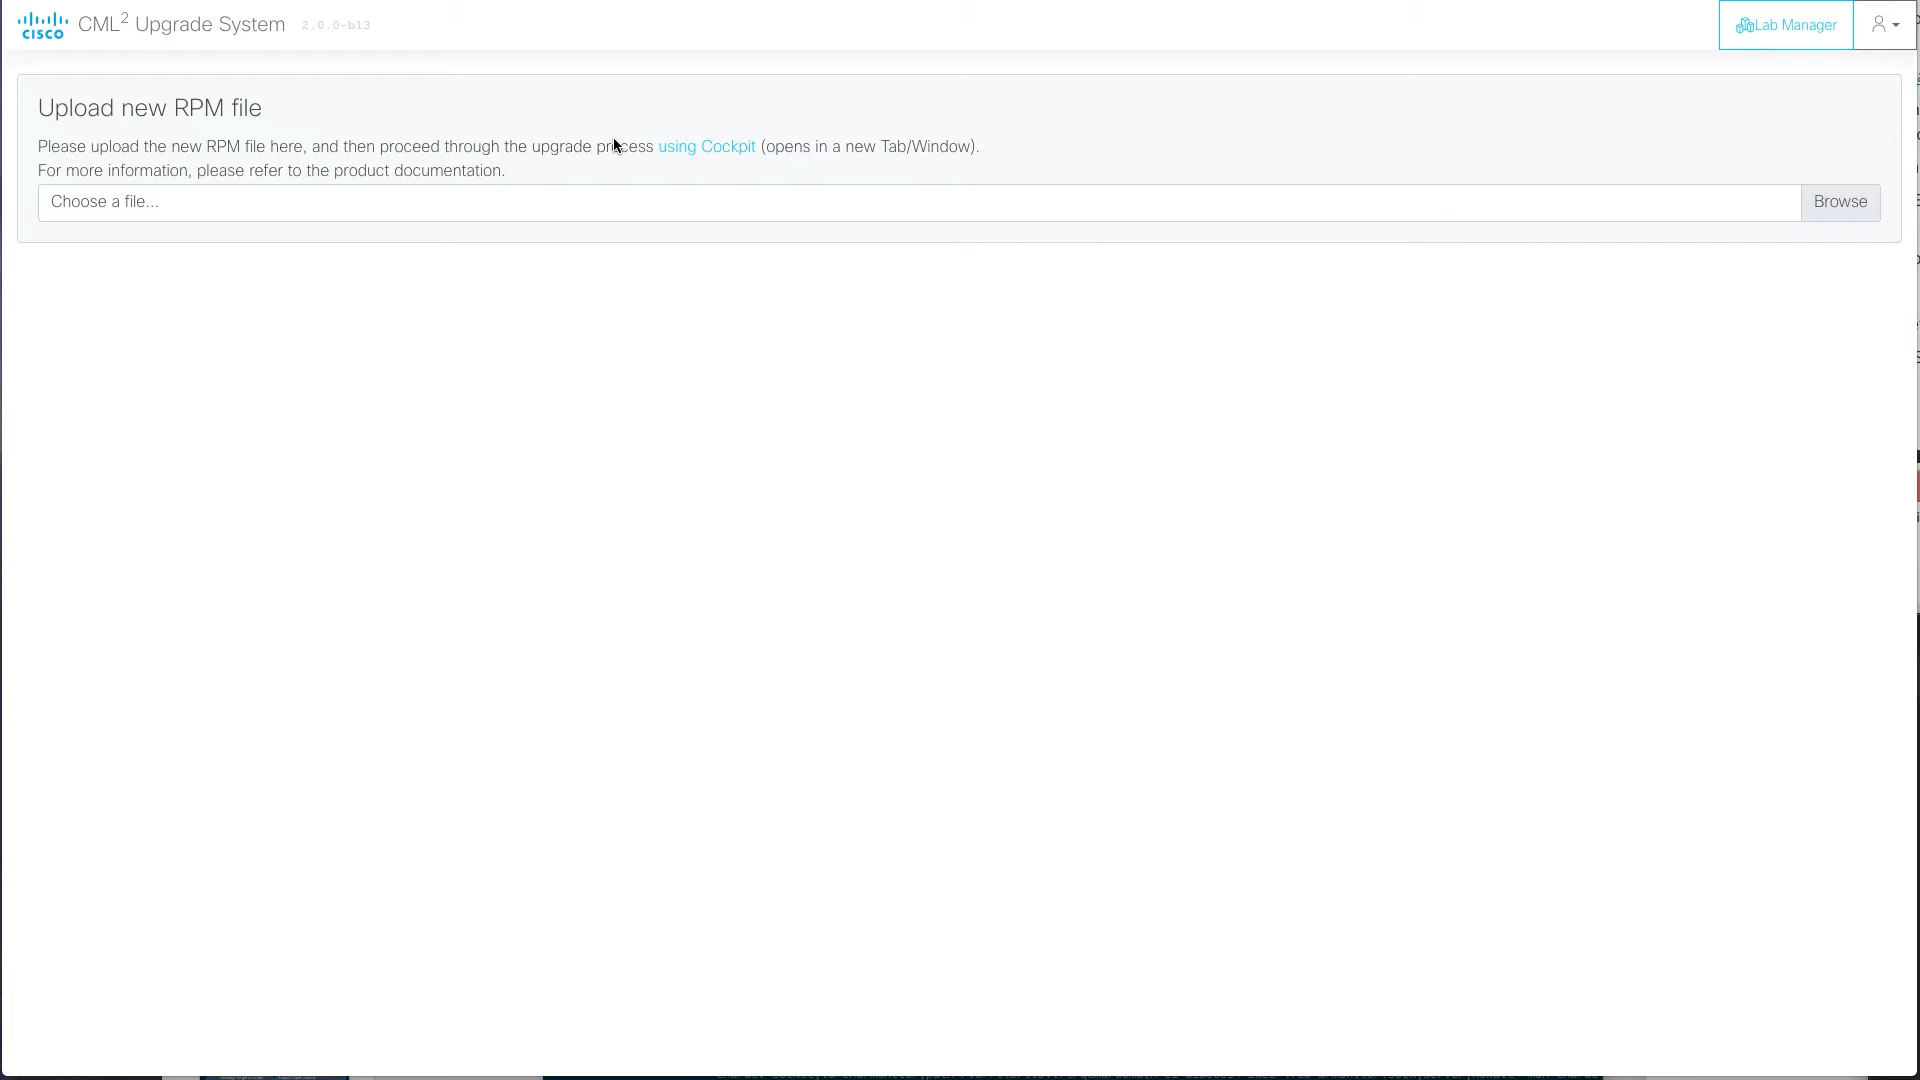 cisco CML² Upgrade System 2.0.0-b13 Lab Manager
Upload new RPM file
Please upload the new RPM file here, and then proceed through the upgrade process using Cockpit (opens in a new Tab/Window).
For more information, please refer to the product documentation.
Choose a file... Browse